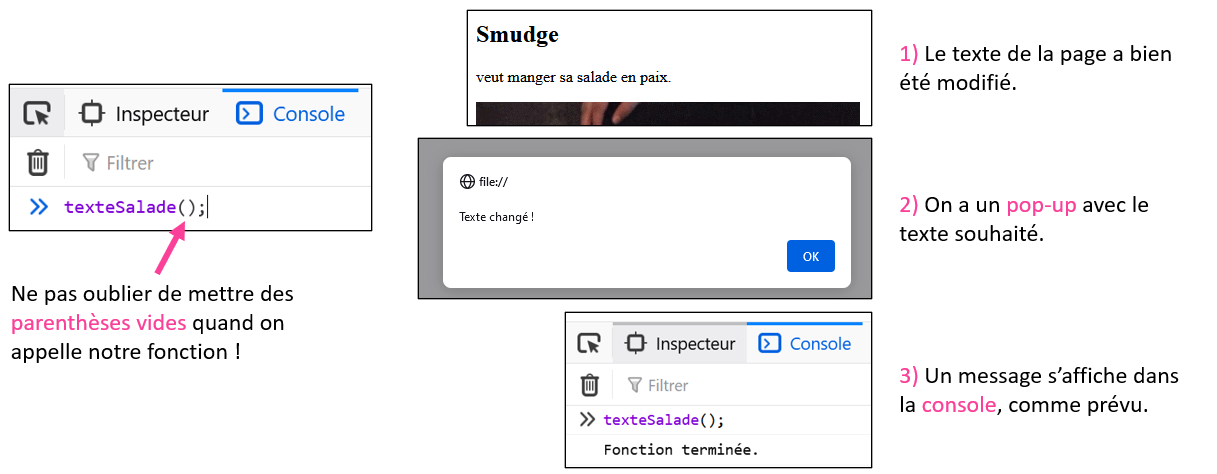 Inspecteur Console
Filtrer
texteSalade();
Ne pas oublier de mettre des
parenthèses vides quand on
appelle notre fonction !
Smudge
veut manger sa salade en paix.
1) Le texte de la page a bien
été modifié.
file://
Texte changé !
OK
2) On a un pop-up avec le
texte souhaité.
Inspecteur Console
Filtrer
texteSalade();
Fonction terminée.
3) Un message s’affiche dans
la console, comme prévu.